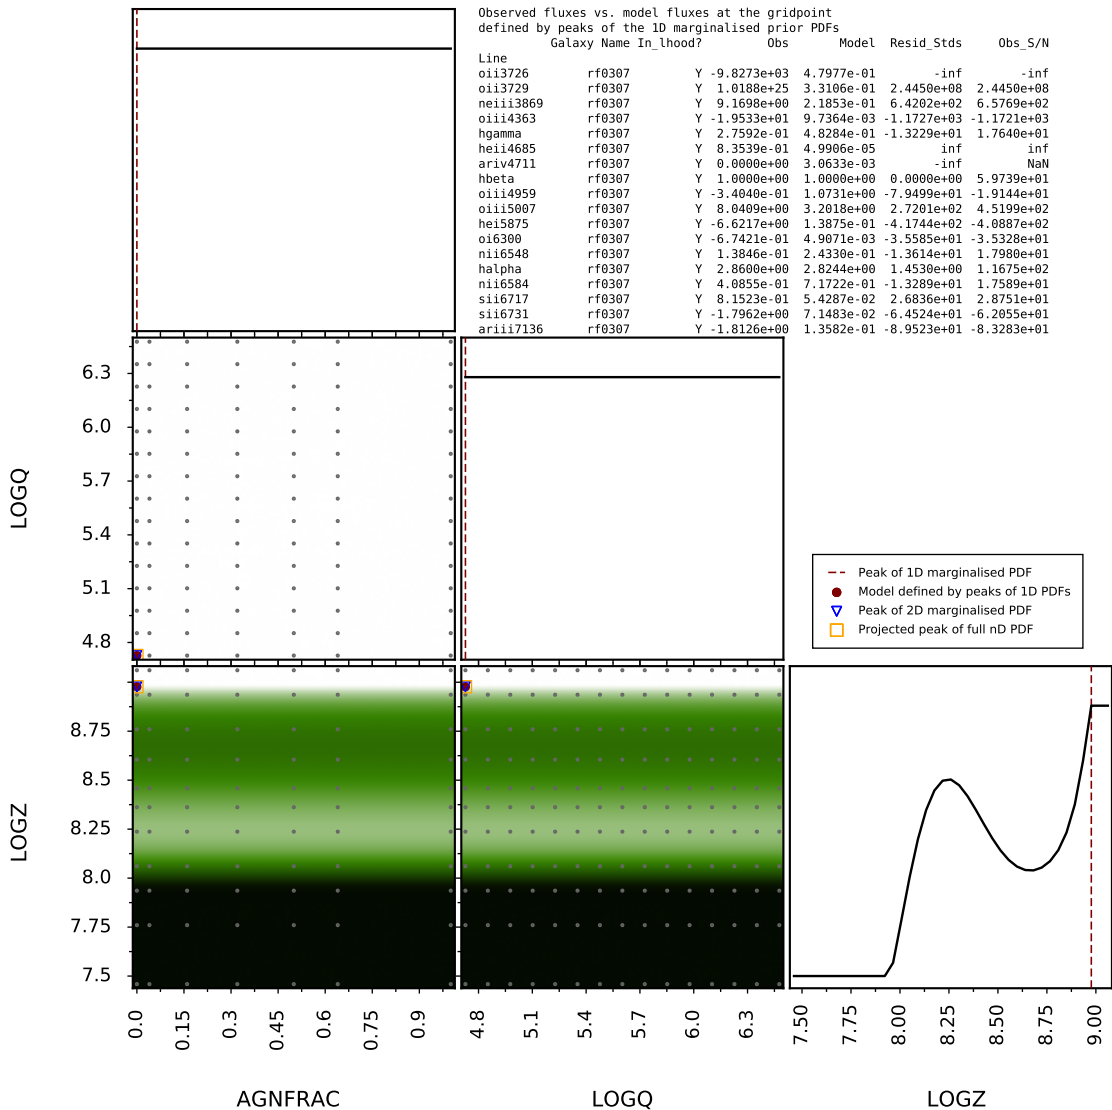 Observed fluxes vs. model fluxes at the gridpoint
defined by peaks of the 1D marginalised prior PDFs
Galaxy Name In_lhood? Obs Model Resid_Stds Obs_S/N
Line
oii3726 rf0307 Y -9.8273e+03 4.7977e-01 -inf -inf
oii3729 rf0307 Y 1.0188e+25 3.3106e-01 2.4450e+08 2.4450e+08
neiii3869 rf0307 Y 9.1698e+00 2.1853e-01 6.4202e+02 6.5769e+02
oiii4363 rf0307 Y -1.9533e+01 9.7364e-03 -1.1727e+03 -1.1721e+03
hgamma rf0307 Y 2.7592e-01 4.8284e-01 -1.3229e+01 1.7640e+01
heii4685 rf0307 Y 8.3539e-01 4.9906e-05 inf inf
ariv4711 rf0307 Y 0.0000e+00 3.0633e-03 -inf NaN
hbeta rf0307 Y 1.0000e+00 1.0000e+00 0.0000e+00 5.9739e+01
oiii4959 rf0307 Y -3.4040e-01 1.0731e+00 -7.9499e+01 -1.9144e+01
oiii5007 rf0307 Y 8.0409e+00 3.2018e+00 2.7201e+02 4.5199e+02
hei5875 rf0307 Y -6.6217e+00 1.3875e-01 -4.1744e+02 -4.0887e+02
oi6300 rf0307 Y -6.7421e-01 4.9071e-03 -3.5585e+01 -3.5328e+01
nii6548 rf0307 Y 1.3846e-01 2.4330e-01 -1.3614e+01 1.7980e+01
halpha rf0307 Y 2.8600e+00 2.8244e+00 1.4530e+00 1.1675e+02
nii6584 rf0307 Y 4.0855e-01 7.1722e-01 -1.3289e+01 1.7589e+01
sii6717 rf0307 Y 8.1523e-01 5.4287e-02 2.6836e+01 2.8751e+01
sii6731 rf0307 Y -1.7962e+00 7.1483e-02 -6.4524e+01 -6.2055e+01
ariii7136 rf0307 Y -1.8126e+00 1.3582e-01 -8.9523e+01 -8.3283e+01
6.3
6.0
5.7
5.4
5.1
4.8
LOGQ
Peak of 1D marginalised PDF
Model defined by peaks of 1D PDFs
Peak of 2D marginalised PDF
Projected peak of full nD PDF
8.75
8.5
8.25
8.0
7.75
7.5
LOGZ
0.0 0.15 0.3 0.45 0.6 0.75 0.9
4.8 5.1 5.4 5.7 6.0 6.3
7.50 7.75 8.00 8.25 8.50 8.75 9.00
AGNFRAC LOGQ LOGZ